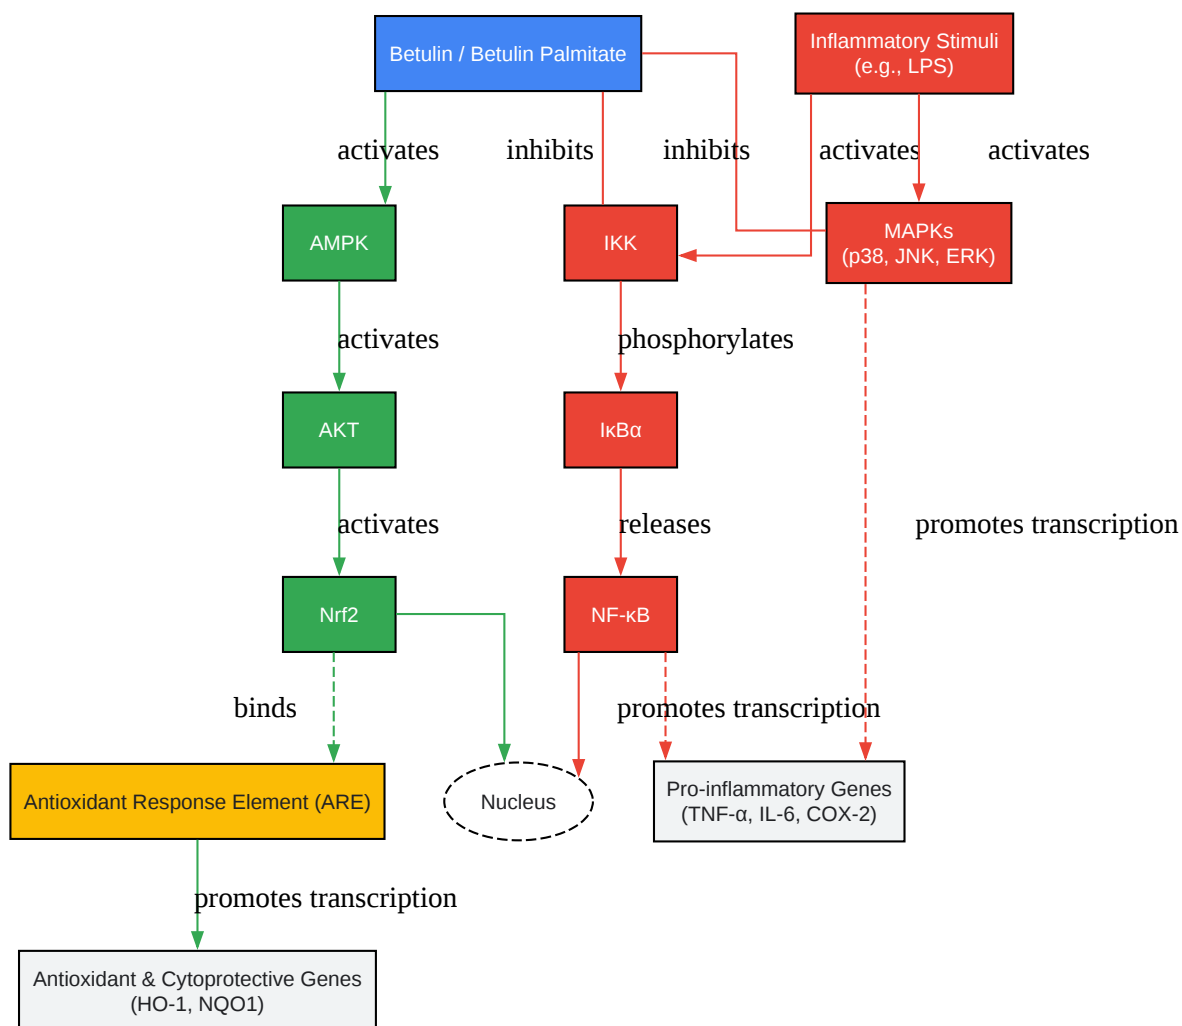 Betulin / Betulin Palmitate
Inflammatory Stimuli
(e.g., LPS)
activates
inhibits
inhibits
activates
activates
AMPK
IKK
MAPKs
(p38, JNK, ERK)
activates
phosphorylates
AKT
IκBα
activates
releases
promotes transcription
Nrf2
NF-κB
binds
promotes transcription
Antioxidant Response Element (ARE)
Nucleus
Pro-inflammatory Genes
(TNF-α, IL-6, COX-2)
promotes transcription
Antioxidant & Cytoprotective Genes
(HO-1, NQO1)